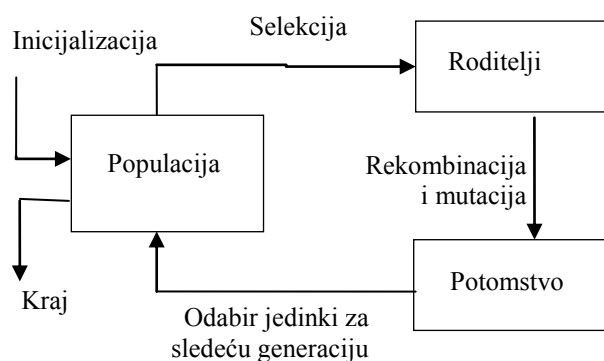 Inicijalizacija
Selekcija
Roditelji
Populacija
Rekombinacija
i mutacija
Potomstvo
Kraj
Odabir jedinki za
sledeću generaciju